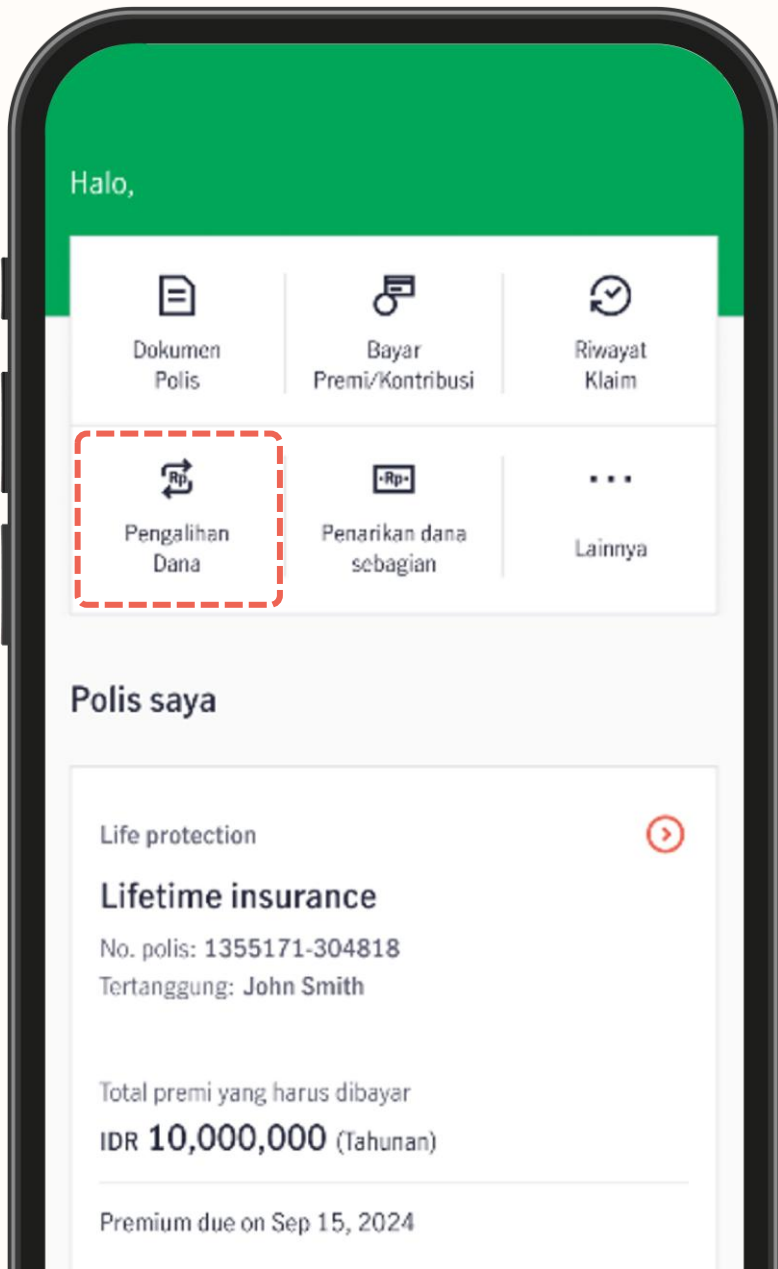 Halo,
Dokumen
Polis
Bayar
Premi/Kontribusi
Riwayat
Klaim
Rp
Pengalihan
Dana
Rp
Penarikan dana
sebagian
Lainnya
Polis saya
Life protection
Lifetime insurance
No. polis: 1355171-304818
Tertanggung: John Smith
Total premi yang harus dibayar
IDR 10,000,000 (Tahunan)
Premium due on Sep 15, 2024